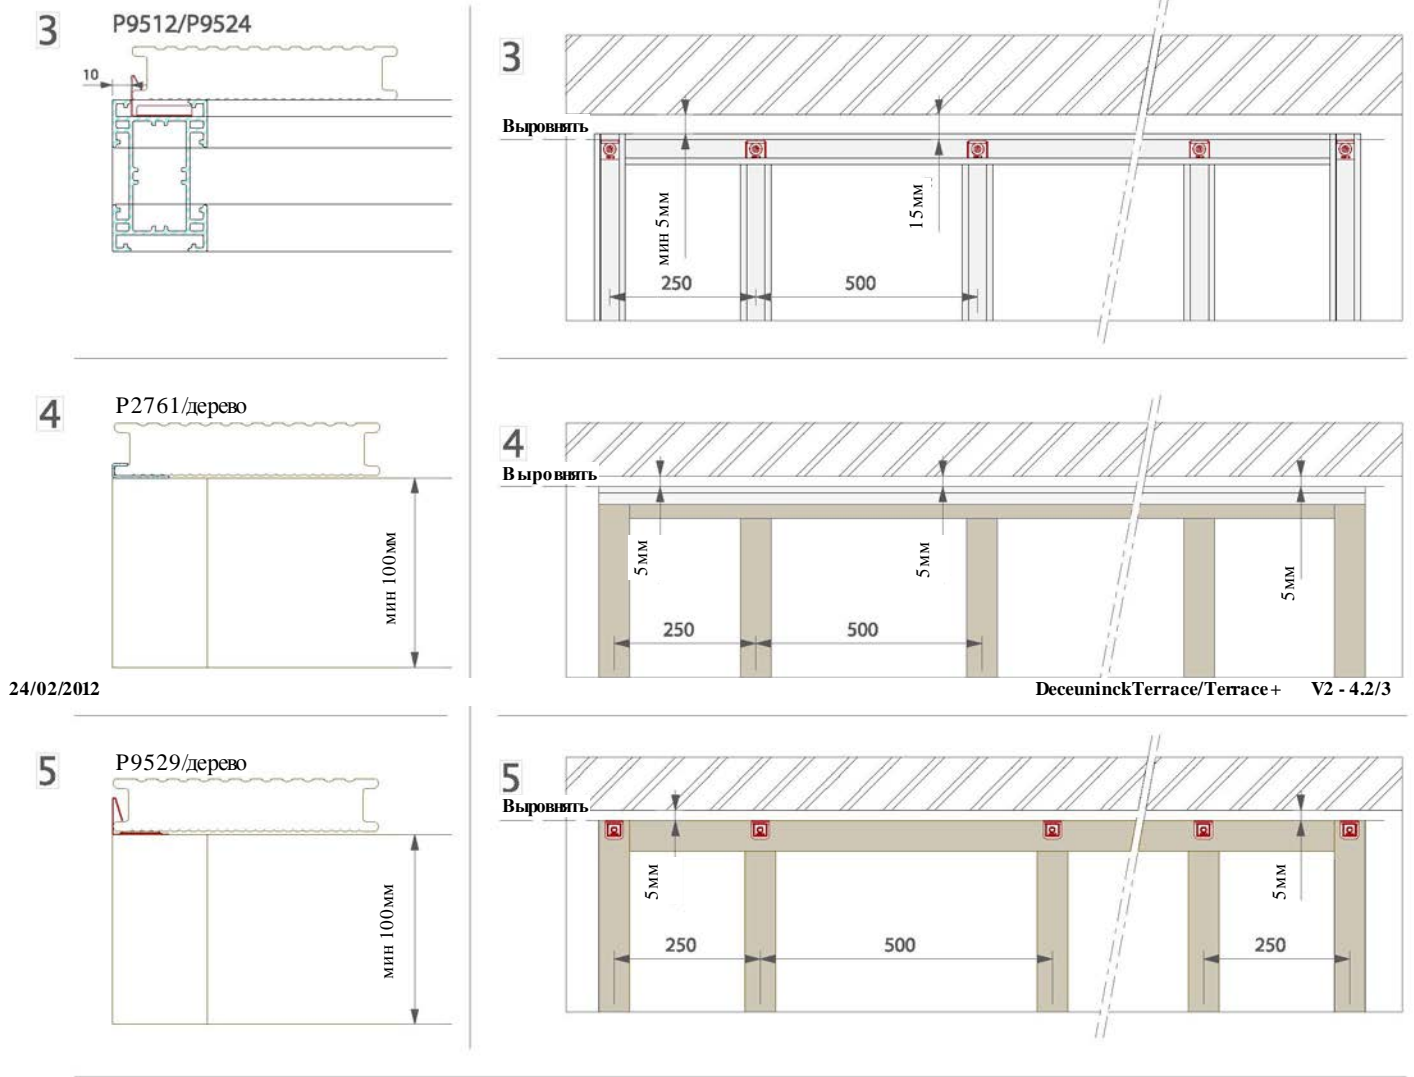 3
P9512/P9524
10
3
Выровнять
мин 5мм
15мм
250
500
4
P2761/дерево
мин 100мм
4
Выровнять
5мм
5мм
5мм
250
500
24/02/2012
DeceuninckTerrace/Terrace+ V2 - 4.2/3
5
P9529/дерево
мин 100мм
5
Выровнять
5мм
5мм
250
500
250